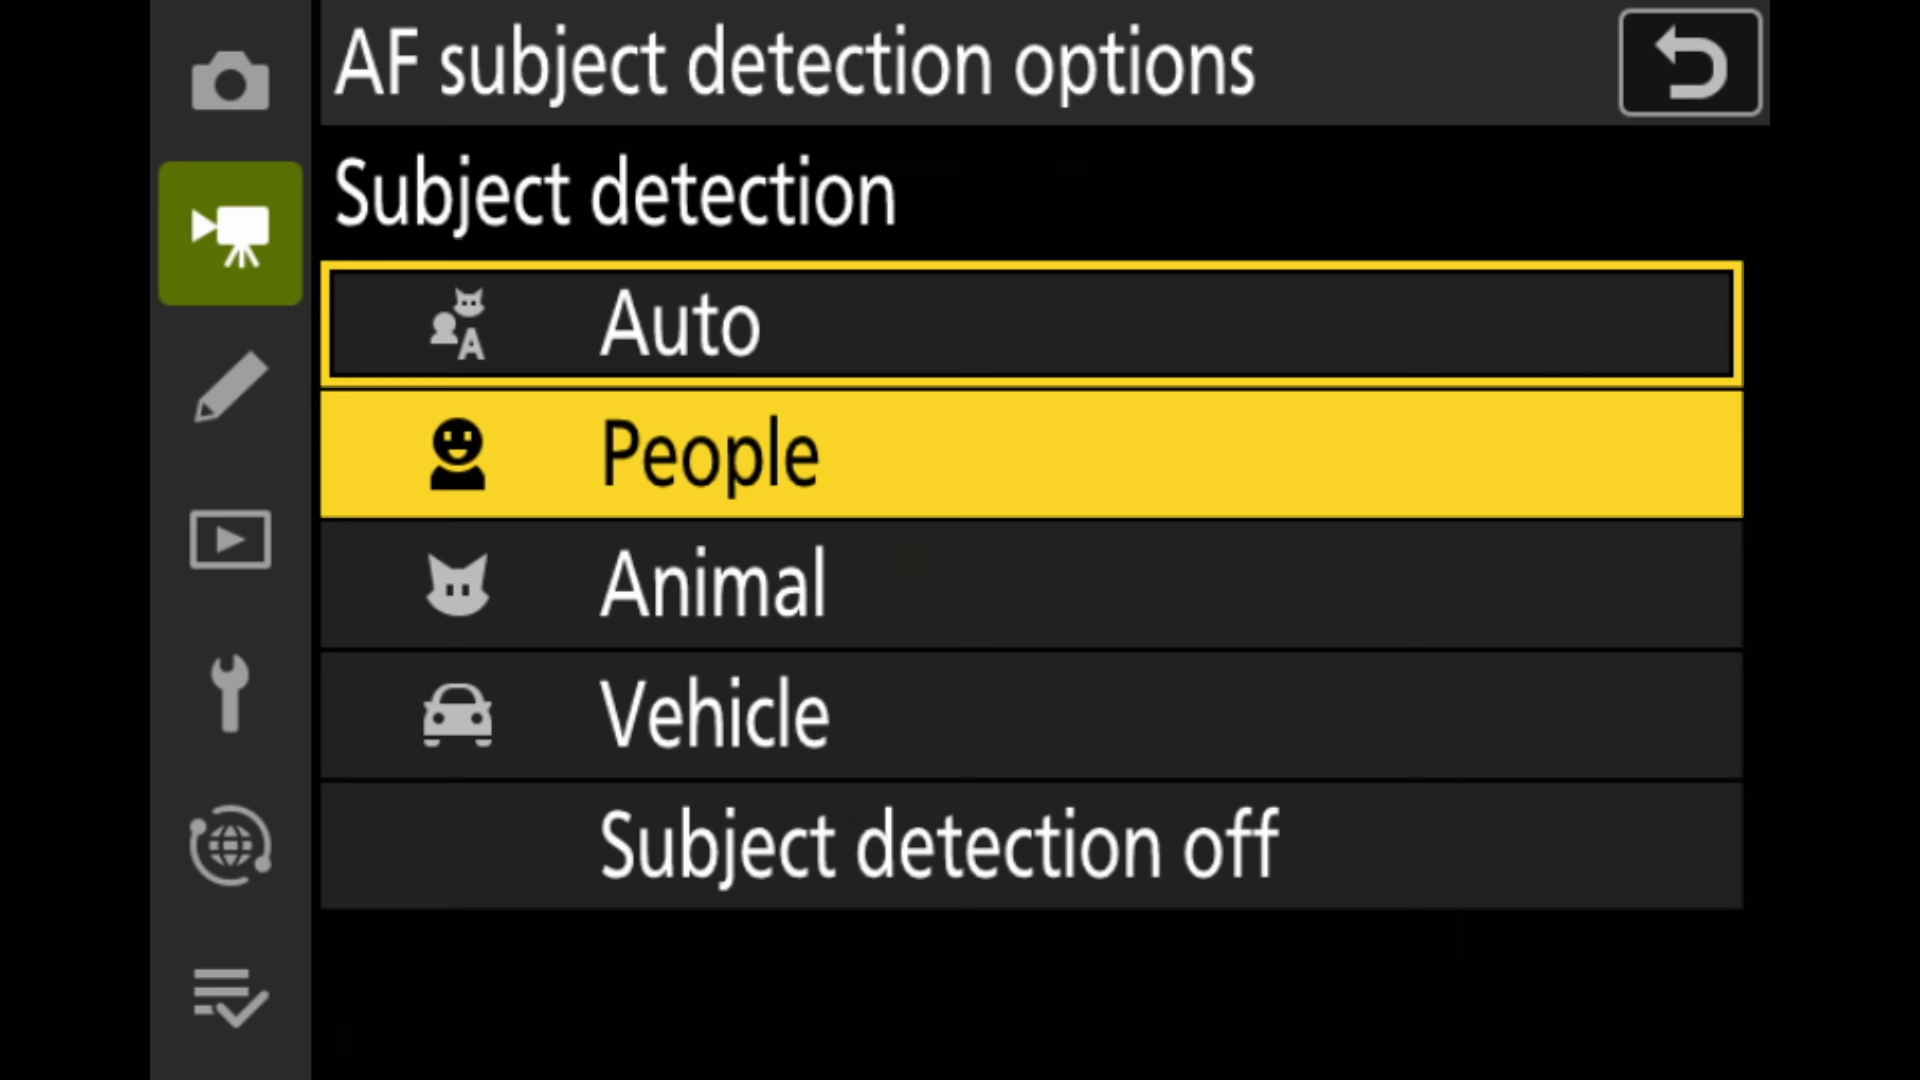 AF subject detection options
Subject detection
Auto
People
Animal
Vehicle
Subject detection off